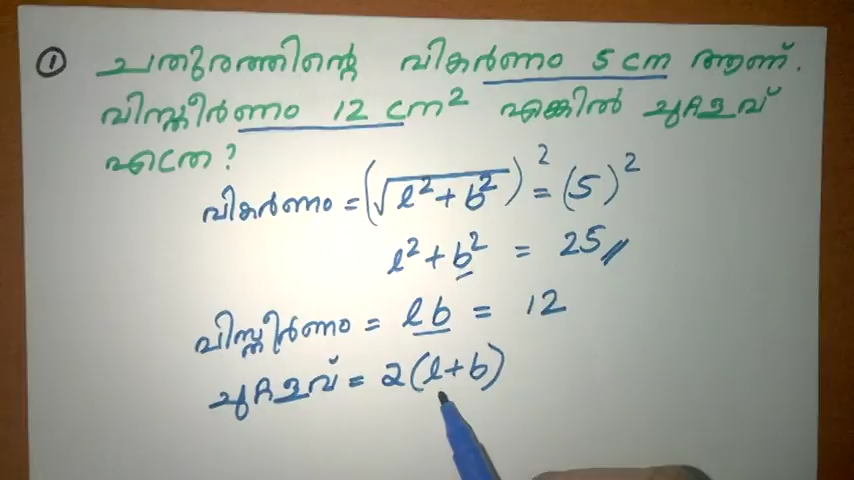 ① ചതുരത്തിന്റെ വികർണം 5 cm ആണ്.
വിസ്തീർണം 12 cm² എങ്കിൽ ചുറ്റളവ്
എത്ര?
വികർണം = (√l² + b²)² = (5)²
l² + b² = 25
വിസ്തീർണം = lb = 12
ചുറ്റളവ് = 2(l+b)